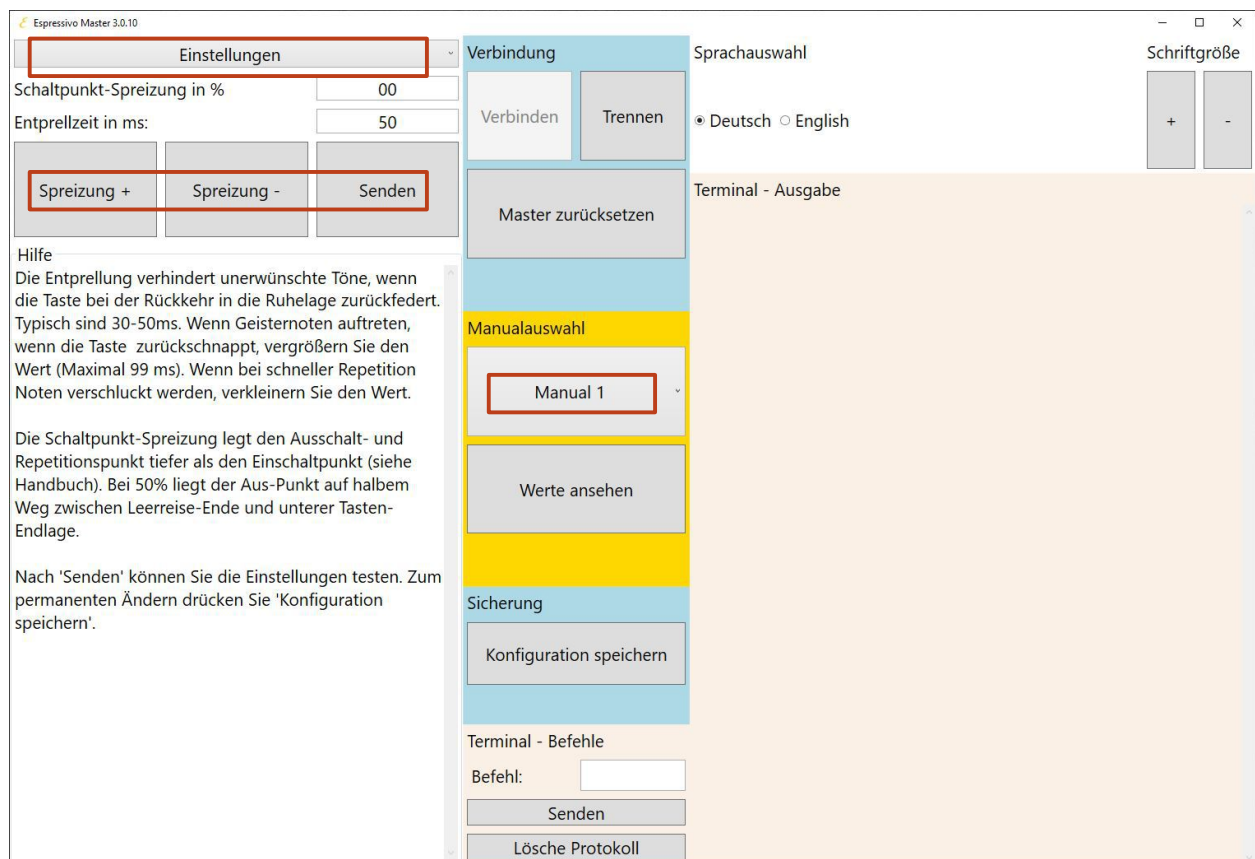 Espressivo Master 3.0.10
Einstellungen
Schaltpunkt-Spreizung in %
00
Entprellzeit in ms:
50
Spreizung +
Spreizung -
Senden
Hilfe
Die Entprellung verhindert unerwünschte Töne, wenn
die Taste bei der Rückkehr in die Ruhelage zurückfedert.
Typisch sind 30-50ms. Wenn Geisternoten auftreten,
wenn die Taste  zurückschnappt, vergrößern Sie den
Wert (Maximal 99 ms). Wenn bei schneller Repetition
Noten verschluckt werden, verkleinern Sie den Wert.
Die Schaltpunkt-Spreizung legt den Ausschalt- und
Repetitionspunkt tiefer als den Einschaltpunkt (siehe
Handbuch). Bei 50% liegt der Aus-Punkt auf halbem
Weg zwischen Leerreise-Ende und unterer Tasten-
Endlage.
Nach 'Senden' können Sie die Einstellungen testen. Zum
permanenten Ändern drücken Sie 'Konfiguration
speichern'.
Verbindung
Verbinden
Trennen
Master zurücksetzen
Manualauswahl
Manual 1
Werte ansehen
Sicherung
Konfiguration speichern
Terminal - Befehle
Befehl:
Senden
Lösche Protokoll
Sprachauswahl
Deutsch
English
Schriftgröße
+
-
Terminal - Ausgabe